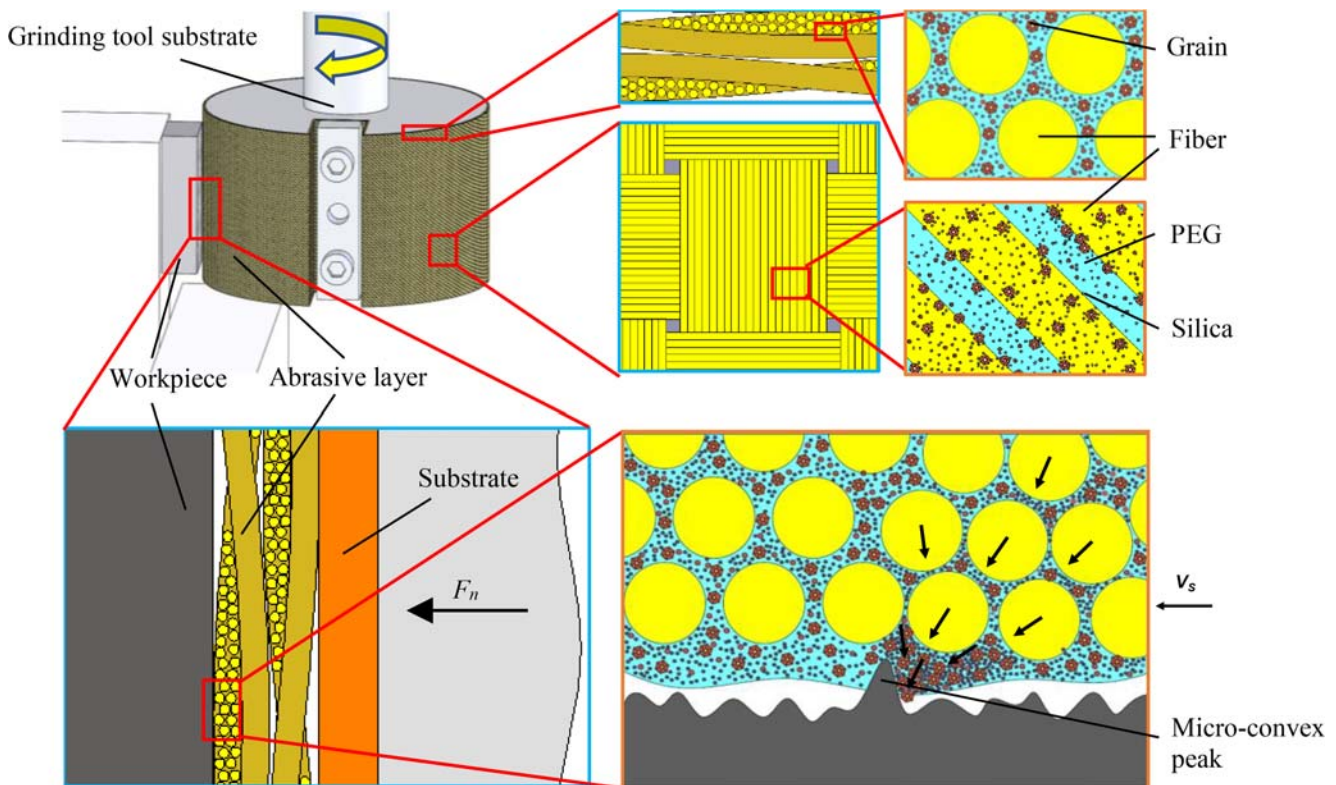 Grinding tool substrate
Grain
Fiber
PEG
Silica
Workpiece
Abrasive layer
Substrate
Fn
Vs
Micro-convex
peak